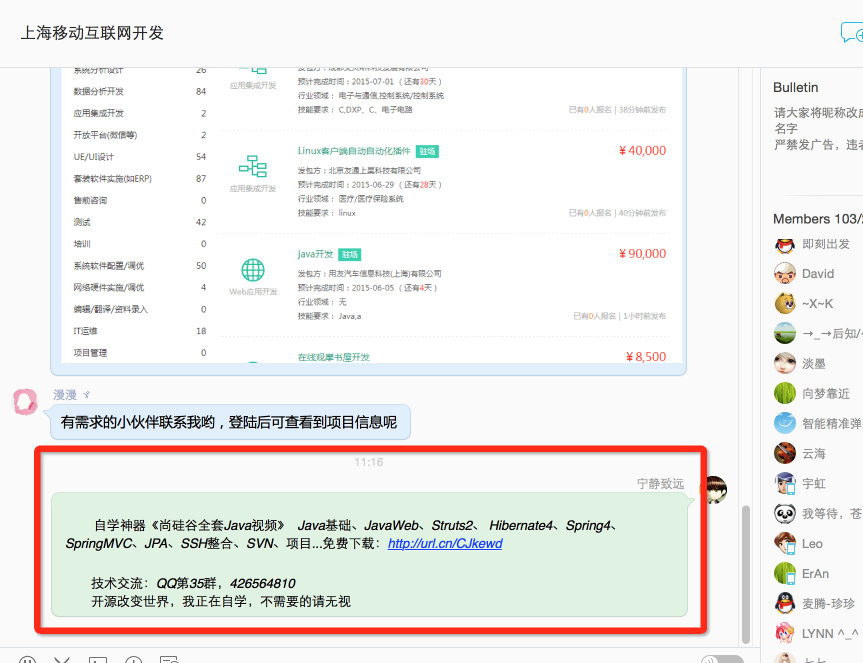 上海移动互联网开发
系统分析设计 26
数据分析开发 84
应用集成开发 2
开放平台(微信等) 2
UE/UI设计 54
套装软件实施(如ERP) 87
售前咨询 0
测试 42
培训 0
系统软件配置/调优 50
网络硬件实施/调优 4
编辑/翻译/资料录入 0
IT运维 18
项目管理 0
应用集成开发
预计完成时间：2015-07-01（ 还有30天 ）
行业领域： 电子与通信,控制系统/控制系统
技能要求： C,DXP、C、电子电路
已有0人报名 | 38分钟前发布
Linux客户端自动自动化插件 驻场
¥ 40,000
应用集成开发
发包方：北京友通上昊科技有限公司
预计完成时间：2015-06-29（ 还有28天 ）
行业领域： 医疗/医疗保险系统
技能要求： linux
已有0人报名 | 40分钟前发布
java开发 驻场
¥ 90,000
Web应用开发
发包方：用友汽车信息科技(上海)有限公司
预计完成时间：2015-06-05（ 还有4天 ）
行业领域： 无
技能要求： Java,a
已有0人报名 | 1小时前发布
在线观摩书屋开发
¥ 8,500
漫漫
有需求的小伙伴联系我哟，登陆后可查看到项目信息呢
11:16
宁静致远
自学神器《尚硅谷全套Java视频》 Java基础、JavaWeb、Struts2、 Hibernate4、Spring4、
SpringMVC、JPA、SSH整合、SVN、项目...免费下载： http://url.cn/CJkewd
技术交流：QQ第35群，426564810
开源改变世界，我正在自学，不需要的请无视
Bulletin
请大家将昵称改成
名字
严禁发广告，违者
Members 103/2
即刻出发
David
~X~K
→_→后知
淡墨
向梦靠近
智能精准弹
云海
宇虹
我等待，苍
Leo
ErAn
麦腾-珍珍
LYNN ^_^